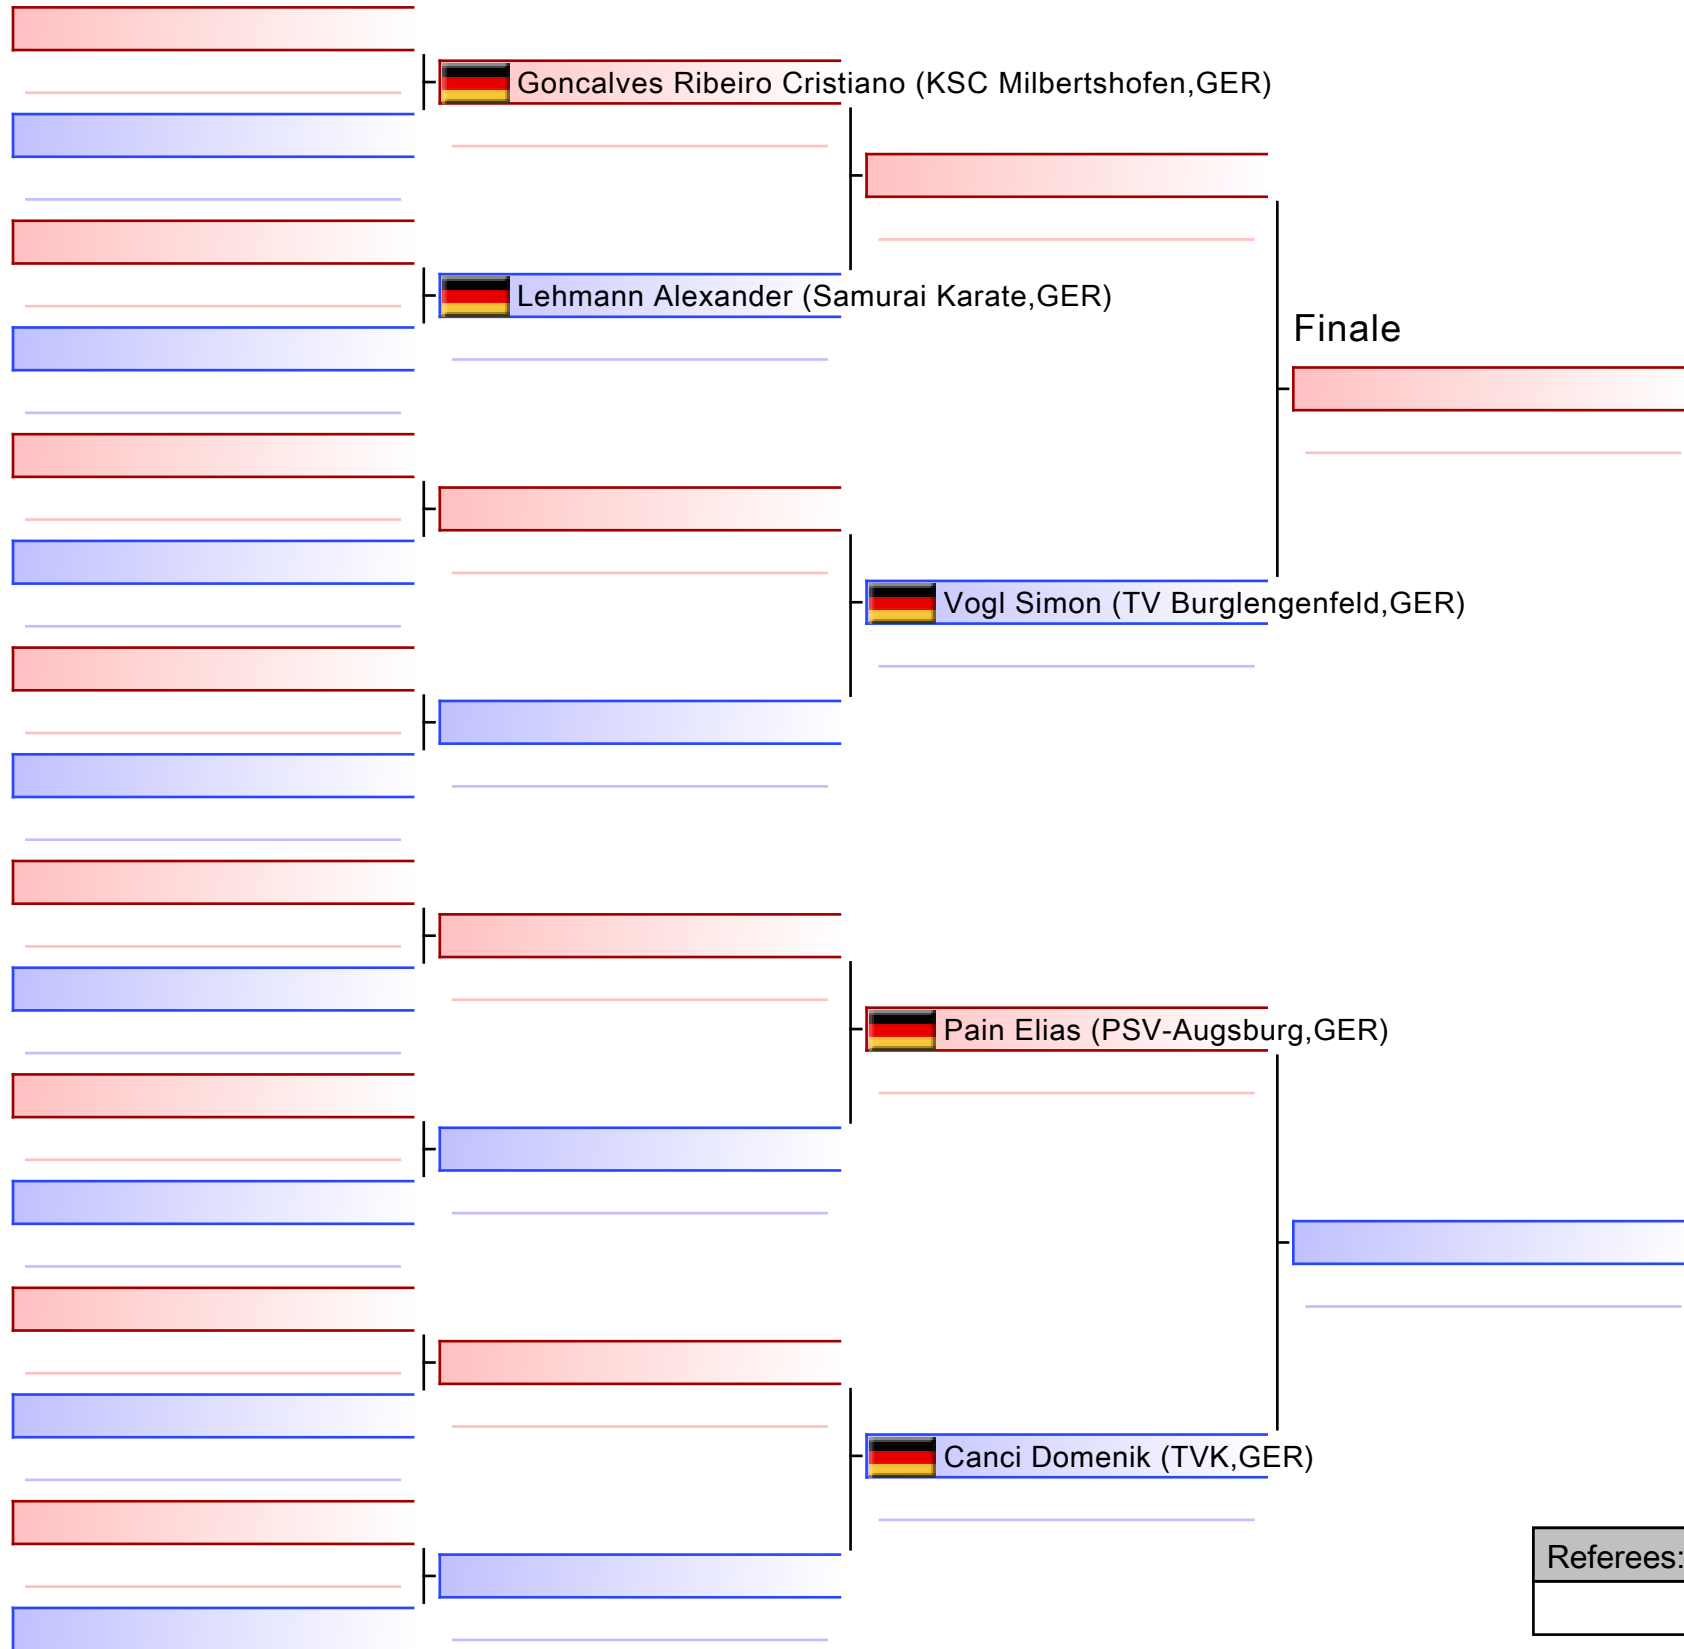 Goncalves Ribeiro Cristiano (KSC Milbertshofen,GER)
Lehmann Alexander (Samurai Karate,GER)
Finale
Vogl Simon (TV Burglengenfeld,GER)
Pain Elias (PSV-Augsburg,GER)
Canci Domenik (TVK,GER)
Referees: